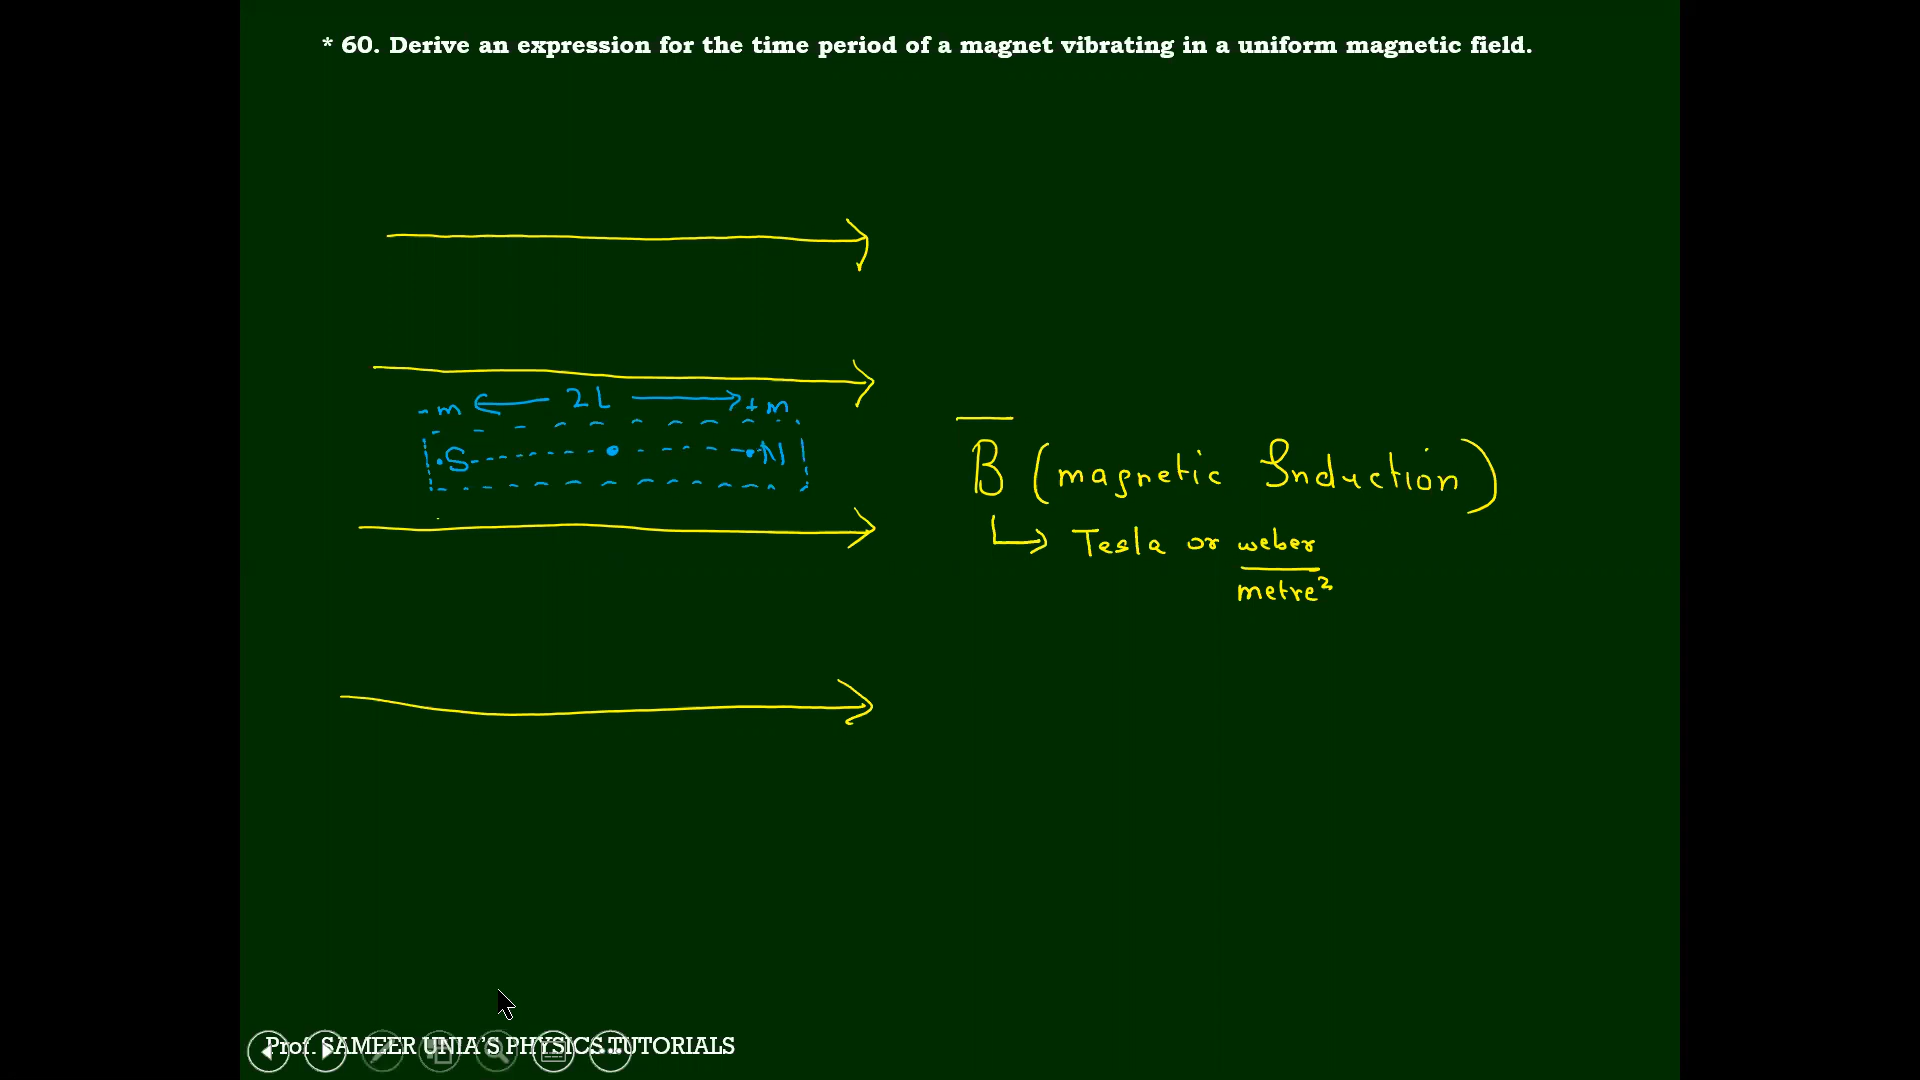 * 60. Derive an expression for the time period of a magnet vibrating in a uniform magnetic field.
-m 2L +m
S N
B (magnetic Induction)
Tesla or weber
metre²
Prof. SAMEER UNIA'S PHYSICS TUTORIALS